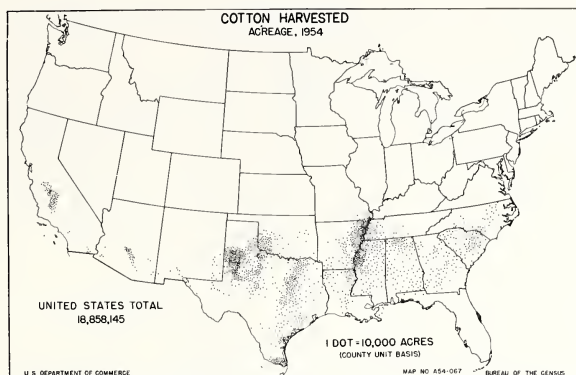 COTTON HARVESTED
ACREAGE, 1954
UNITED STATES TOTAL
18,858,145
1 DOT = 10,000 ACRES
(COUNTY UNIT BASIS)
U. S. DEPARTMENT OF COMMERCE
MAP NO. A54-067
BUREAU OF THE CENSUS